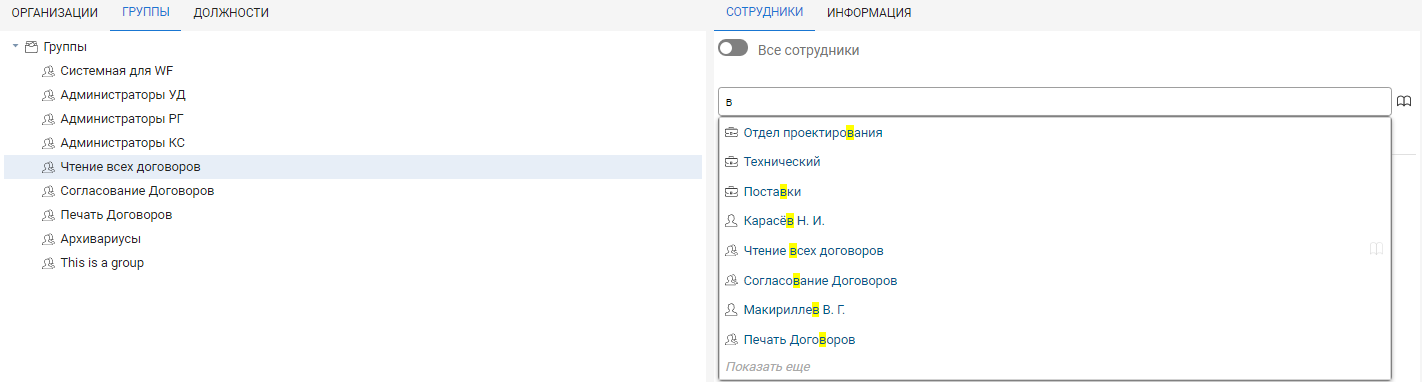 ОРГАНИЗАЦИИ ГРУППЫ ДОЛЖНОСТИ
Группы
Системная для WF
Администраторы УД
Администраторы РГ
Администраторы КС
Чтение всех договоров
Согласование Договоров
Печать Договоров
Архивариусы
This is a group
СОТРУДНИКИ ИНФОРМАЦИЯ
Все сотрудники
в
Отдел проектирования
Технический
Поставки
Карасёв Н. И.
Чтение всех договоров
Согласование Договоров
Макириллев В. Г.
Печать Договоров
Показать еще